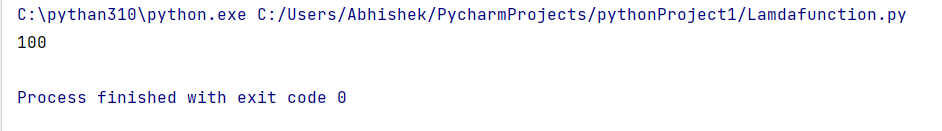 C:\pythan310\python.exe C:/Users/Abhishek/PycharmProjects/pythonProject1/Lamdafunction.py
100
Process finished with exit code 0